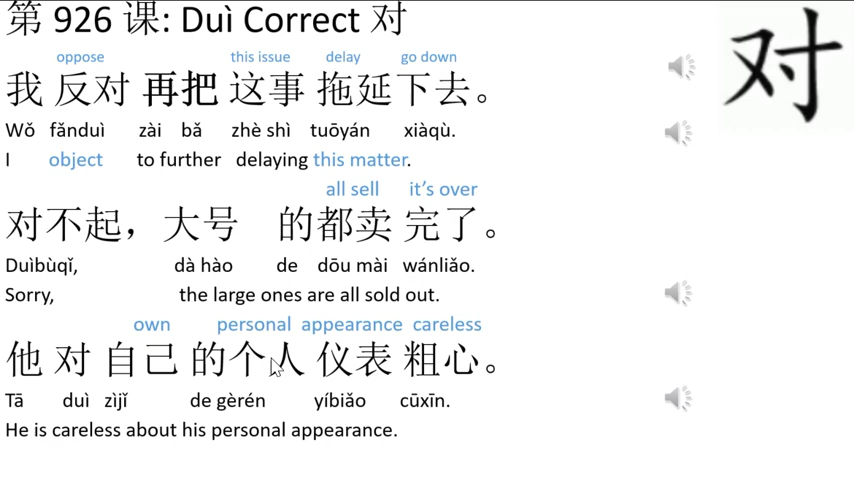 第 926 课: Duì Correct 对
对
oppose this issue delay go down
我 反对 再把 这事 拖延下去。
Wǒ fǎnduì zài bǎ zhè shì tuōyán xiàqù.
I object to further delaying this matter.
all sell it's over
对不起，大号 的都卖 完了。
Duìbùqǐ, dà hào de dōu mài wánliǎo.
Sorry, the large ones are all sold out.
own personal appearance careless
他 对 自己 的个人 仪表 粗心。
Tā duì zìjǐ de gèrén yíbiǎo cūxīn.
He is careless about his personal appearance.